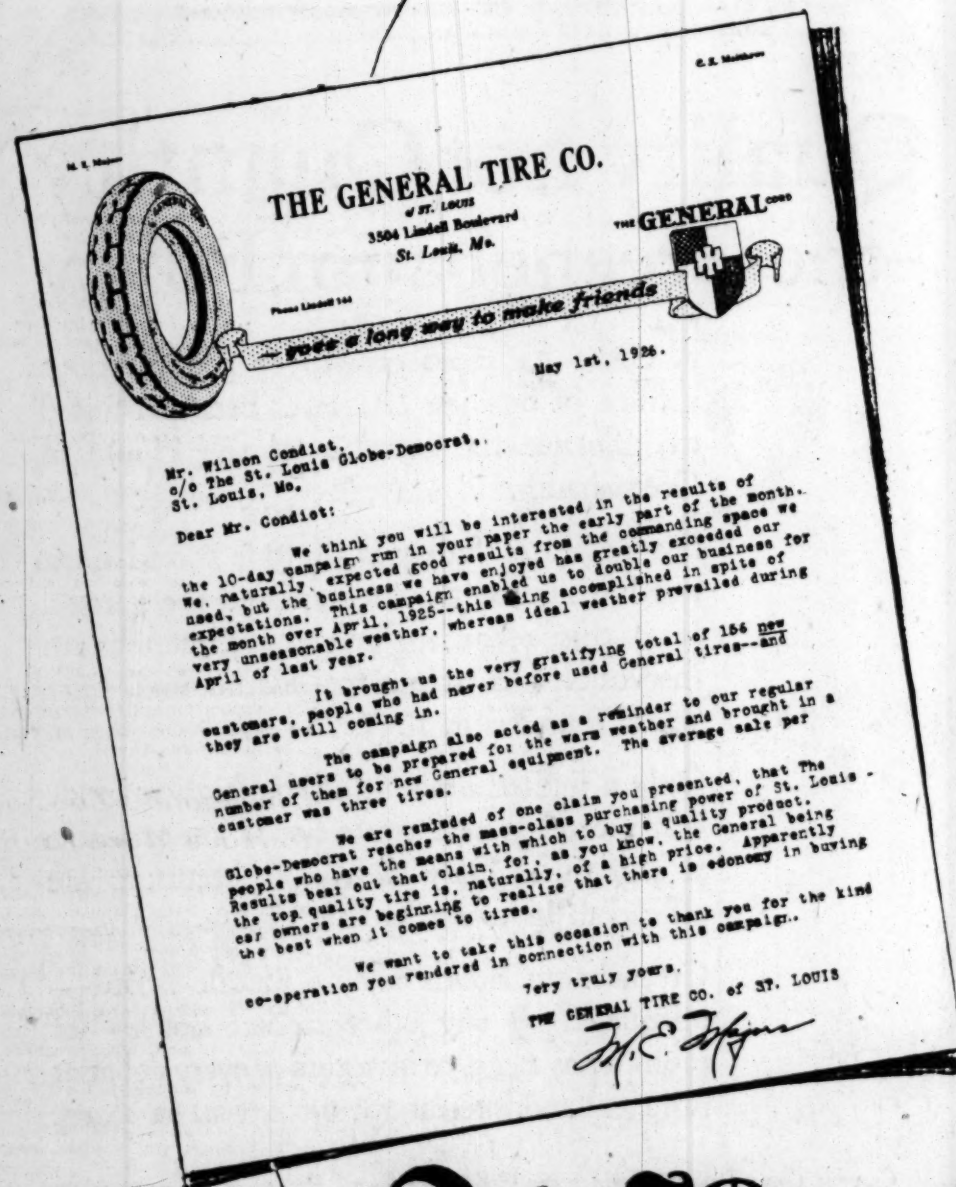 C. E. Matthews
M. E. Majors
THE GENERAL TIRE CO.
of ST. LOUIS
3504 Lindell Boulevard
St. Louis, Mo.
THE GENERAL CORD
GENERAL TIRE
Phone Lindell 144
— goes a long way to make friends
May 1st, 1926.
Mr. Wilson Condict,
c/o The St. Louis Globe-Democrat,
St. Louis, Mo.
Dear Mr. Condict:
We think you will be interested in the results of
the 10-day campaign run in your paper the early part of the month.
We, naturally, expected good results from the commanding space we
used, but the business we have enjoyed has greatly exceeded our
expectations. This campaign enabled us to double our business for
the month over April, 1925--this being accomplished in spite of
very unseasonable weather, whereas ideal weather prevailed during
April of last year.
It brought us the very gratifying total of 156 new
customers, people who had never before used General tires--and
they are still coming in.
The campaign also acted as a reminder to our regular
General users to be prepared for the warm weather and brought in a
number of them for new General equipment. The average sale per
customer was three tires.
We are reminded of one claim you presented, that The
Globe-Democrat reaches the mass-class purchasing power of St. Louis -
people who have the means with which to buy a quality product.
Results bear out that claim, for, as you know, the General being
the top quality tire is, naturally, of a high price. Apparently
car owners are beginning to realize that there is economy in buying
the best when it comes to tires.
We want to take this occasion to thank you for the kind
co-operation you rendered in connection with this campaign.
Very truly yours,
THE GENERAL TIRE CO. of ST. LOUIS
M. E. Majors